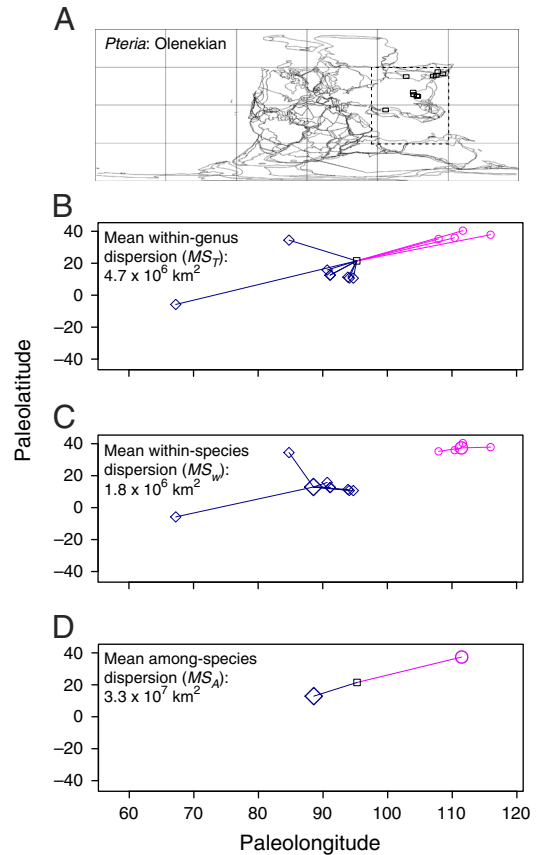 A
Pteria: Olenekian
B
Mean within-genus
dispersion (MS_T):
4.7 x 10^6 km^2
40
20
0
−20
−40
Paleolatitude
C
Mean within-species
dispersion (MS_w):
1.8 x 10^6 km^2
40
20
0
−20
−40
D
Mean among-species
dispersion (MS_A):
3.3 x 10^7 km^2
40
20
0
−20
−40
60 70 80 90 100 110 120
Paleolongitude